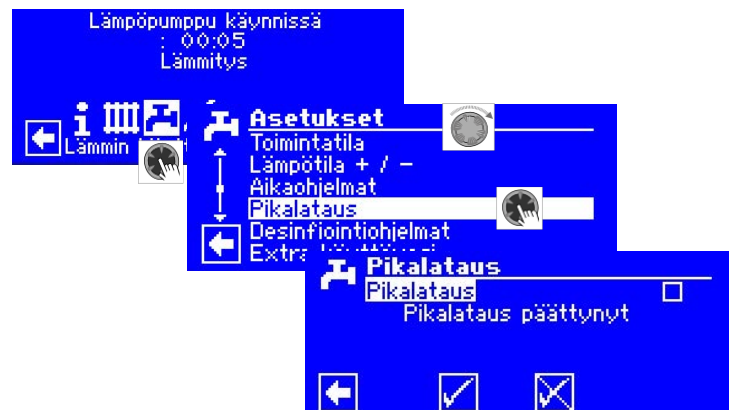 Lämpöpumppu käynnissä
: 00:05
Lämmitys
Lämmin
Asetukset
Toimintatila
Lämpötila + / -
Aikaohjelmat
Pikalataus
Desinfiointiohjelmat
Pikalataus
Pikalataus
Pikalataus päättynyt